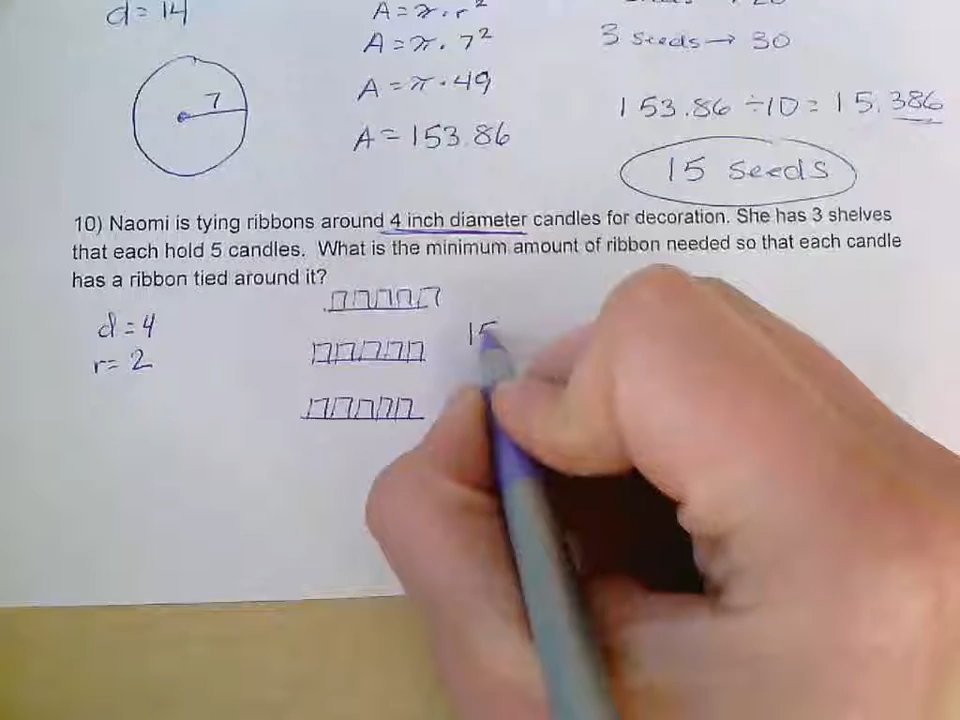 d = 14
A = π · r²
A = π · 7²
A = π · 49
A = 153.86
7
3 seeds → 30
153.86 ÷ 10 = 15.386
15 seeds
10) Naomi is tying ribbons around 4 inch diameter candles for decoration. She has 3 shelves
that each hold 5 candles. What is the minimum amount of ribbon needed so that each candle
has a ribbon tied around it?
d = 4
r = 2
15